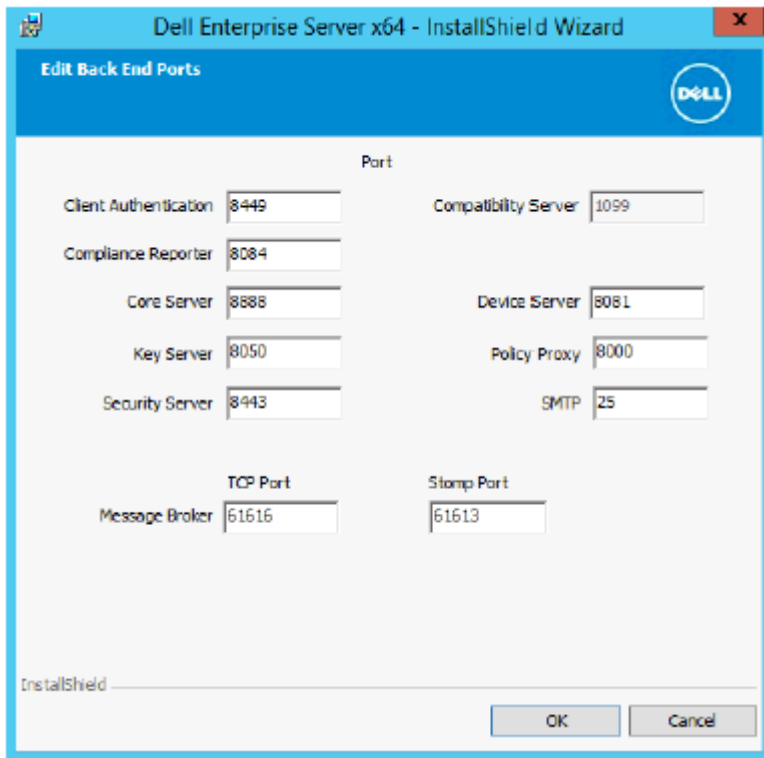 Dell Enterprise Server x64 - InstallShield Wizard x
Edit Back End Ports
DELL
Port
Client Authentication 8449 Compatibility Server 1099
Compliance Reporter 8084
Core Server 8888 Device Server 8081
Key Server 8050 Policy Proxy 8000
Security Server 8443 SMTP 25
TCP Port Stomp Port
Message Broker 61616 61613
InstallShield
OK Cancel